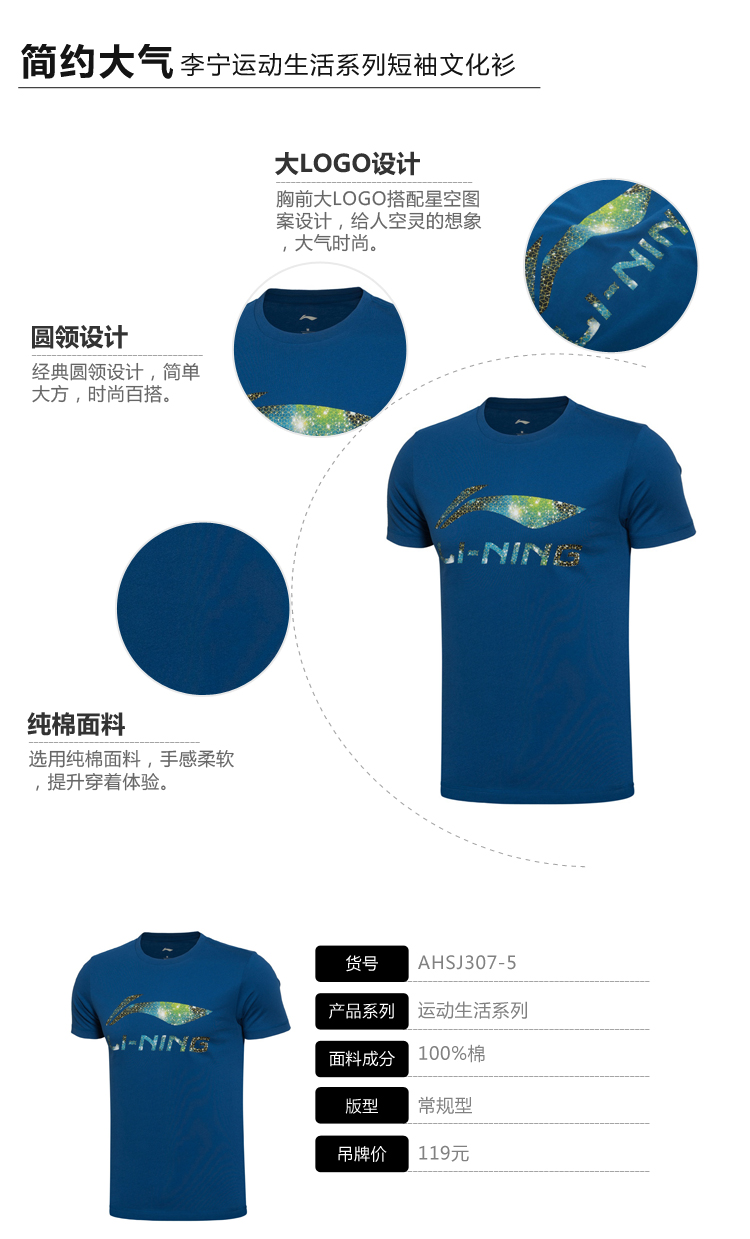 简约大气 李宁运动生活系列短袖文化衫
大LOGO设计
胸前大LOGO搭配星空图
案设计，给人空灵的想象
，大气时尚。
LI-NING
圆领设计
经典圆领设计，简单
大方，时尚百搭。
LI-NING
纯棉面料
选用纯棉面料，手感柔软
，提升穿着体验。
LI-NING
货号 AHSJ307-5
产品系列 运动生活系列
面料成分 100%棉
版型 常规型
吊牌价 119元